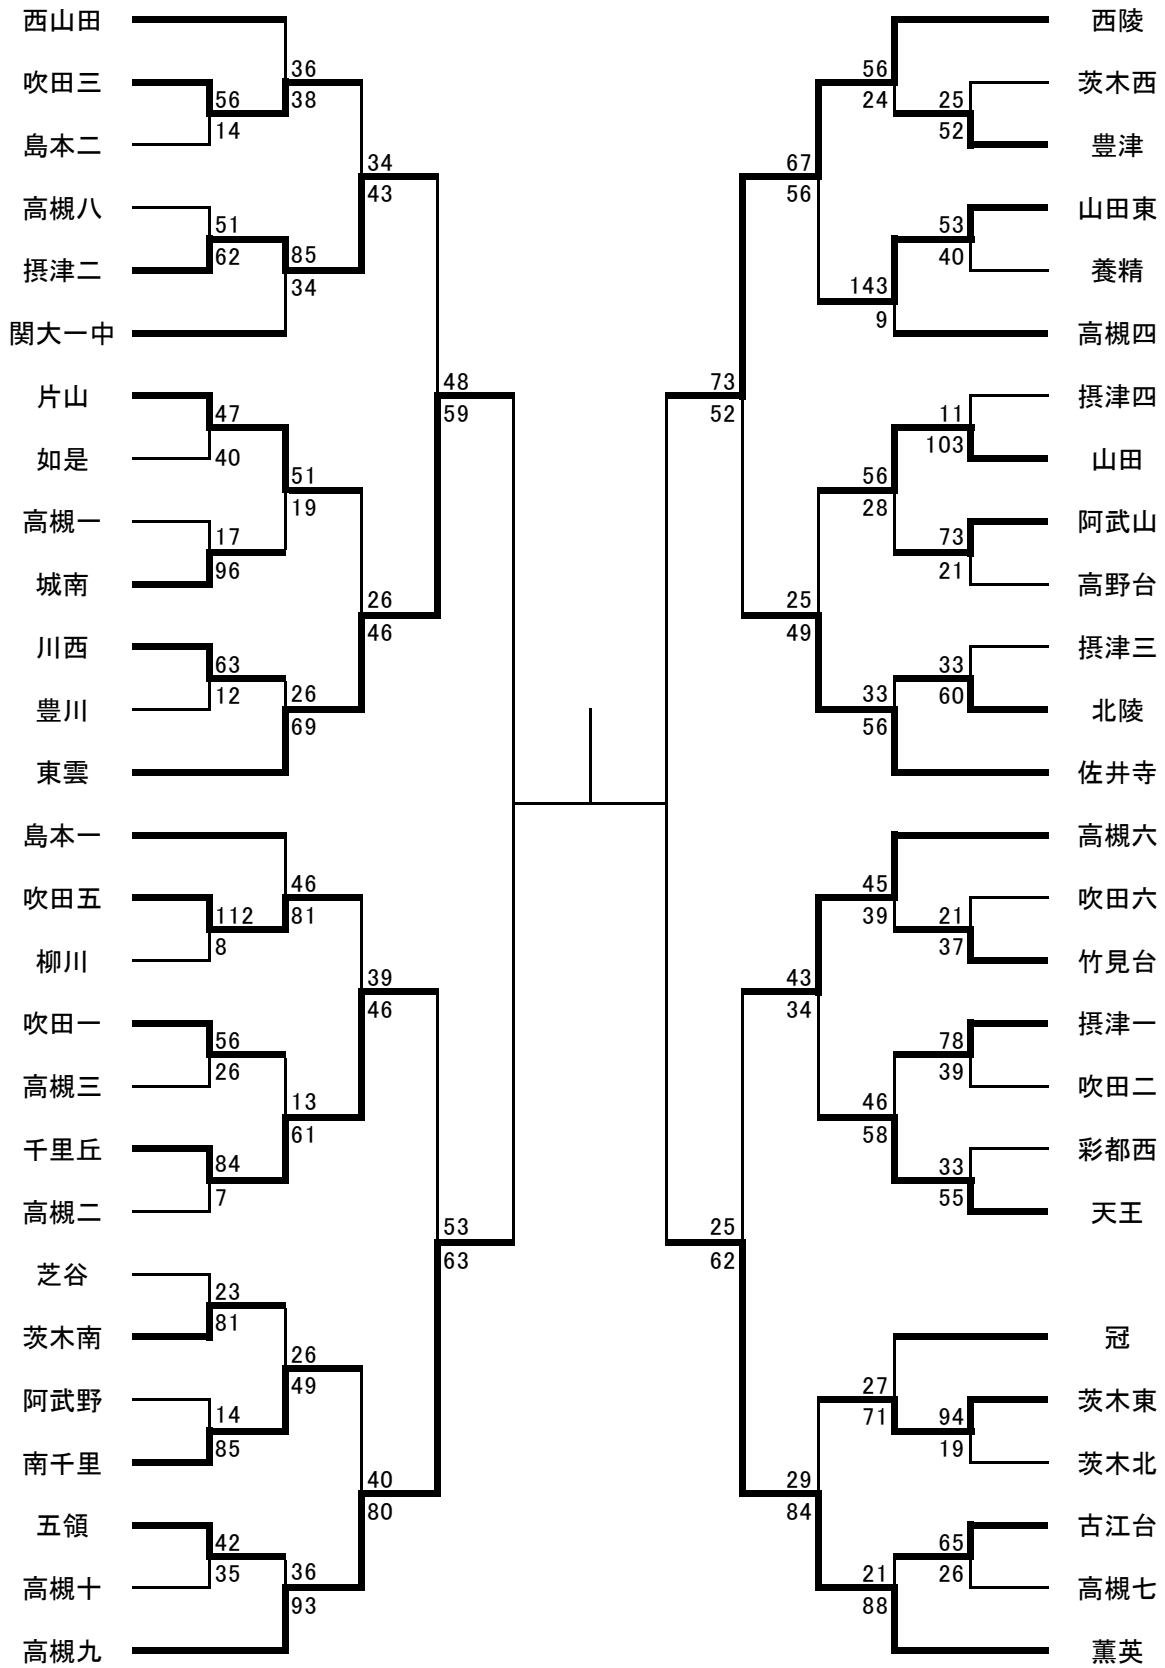 西山田
36
吹田三
56
38
島本二
14
34
43
高槻八
51
摂津二
62
85
34
関大一中
48
59
片山
47
如是
40
51
19
高槻一
17
城南
96
26
46
川西
63
豊川
12
26
69
東雲
島本一
46
吹田五
112
81
柳川
8
39
46
吹田一
56
高槻三
26
13
61
千里丘
84
高槻二
7
53
63
芝谷
23
茨木南
81
26
49
阿武野
14
南千里
85
40
80
五領
42
高槻十
35
36
93
高槻九
西陵
56
茨木西
24
25
52
豊津
67
56
山田東
53
養精
40
143
9
高槻四
73
52
摂津四
11
山田
103
56
28
阿武山
73
高野台
21
25
49
摂津三
33
北陵
60
33
56
佐井寺
高槻六
45
吹田六
39
21
37
竹見台
43
34
摂津一
78
吹田二
39
46
58
彩都西
33
天王
55
25
62
冠
27
茨木東
71
94
茨木北
19
29
84
古江台
65
高槻七
26
21
88
薫英